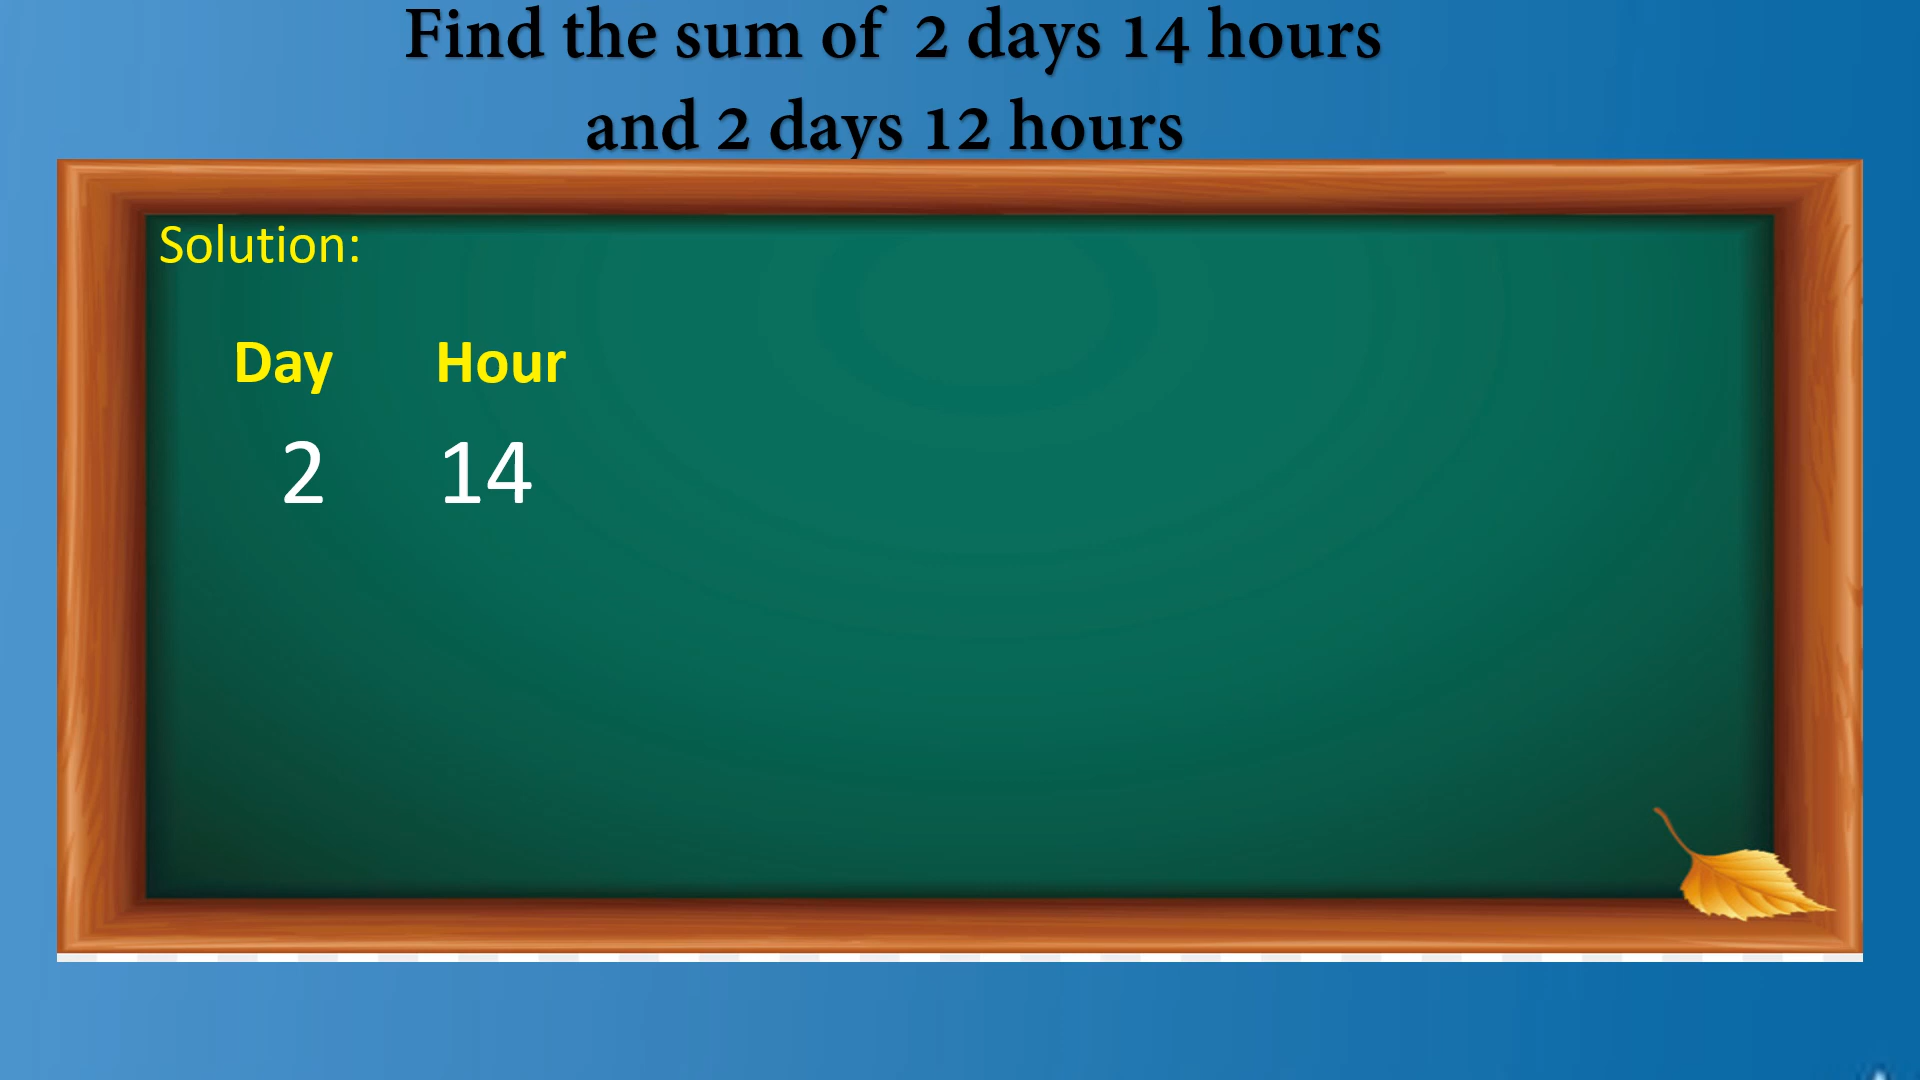 Find the sum of 2 days 14 hours
and 2 days 12 hours
Solution:
Day Hour
2 14